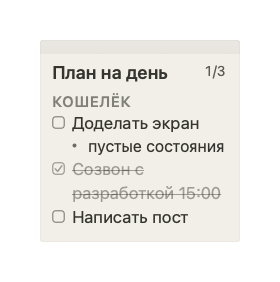 План на день 1/3
КОШЕЛЁК
Доделать экран
• пустые состояния
Созвон с
разработкой 15:00
Написать пост